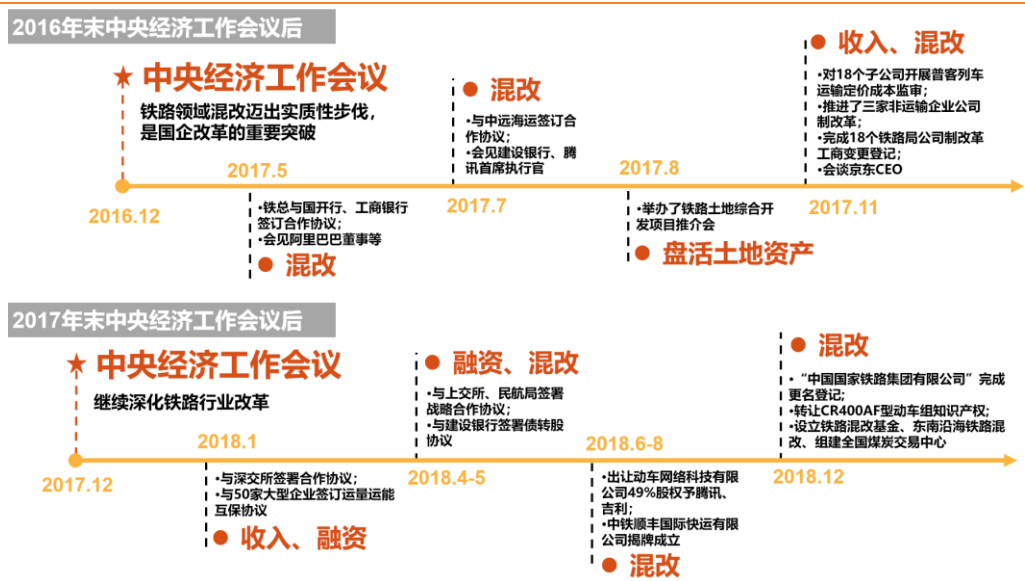 2016年末中央经济工作会议后
中央经济工作会议
铁路领域混改迈出实质性步伐,
是国企改革的重要突破
2016.12
2017.5
•铁总与国开行、工商银行
签订合作协议;
•会见阿里巴巴董事等
混改
混改
•与中远海运签订合
作协议;
•会见建设银行、腾
讯首席执行官
2017.7
2017.8
•举办了铁路土地综合开
发项目推介会
盘活土地资产
收入、混改
•对18个子公司开展普客列车
运输定价成本监审;
•推进了三家非运输企业公司
制改革;
•完成18个铁路局公司制改革
工商变更登记;
•会谈京东CEO
2017.11
2017年末中央经济工作会议后
中央经济工作会议
继续深化铁路行业改革
2017.12
2018.1
•与深交所签署合作协议;
•与50家大型企业签订运量运能
互保协议
收入、融资
融资、混改
•与上交所、民航局签署
战略合作协议;
•与建设银行签署债转股
协议
2018.4-5
2018.6-8
•出让动车网络科技有限
公司49%股权予腾讯、
吉利;
•中铁顺丰国际快运有限
公司揭牌成立
混改
混改
•“中国国家铁路集团有限公司”完成
更名登记;
•转让CR400AF型动车组知识产权;
•设立铁路混改基金、东南沿海铁路混
改、组建全国煤炭交易中心
2018.12